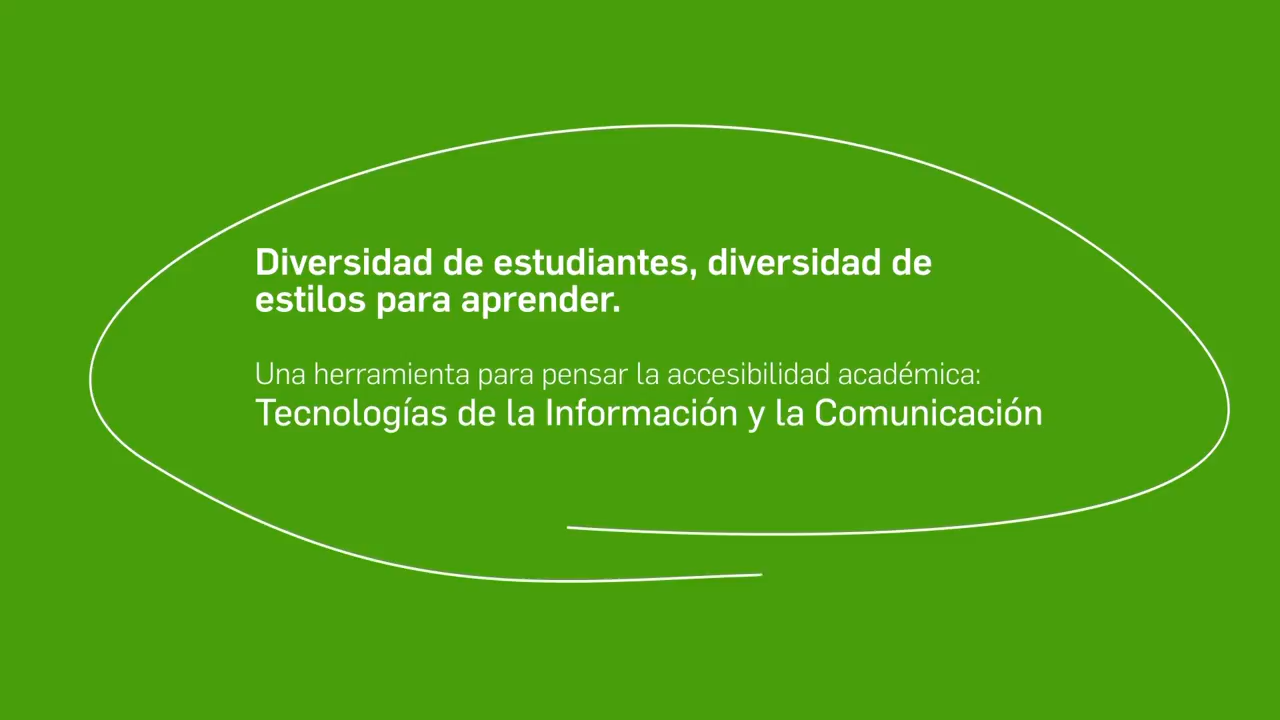 Diversidad de estudiantes, diversidad de
estilos para aprender.
Una herramienta para pensar la accesibilidad académica:
Tecnologías de la Información y la Comunicación